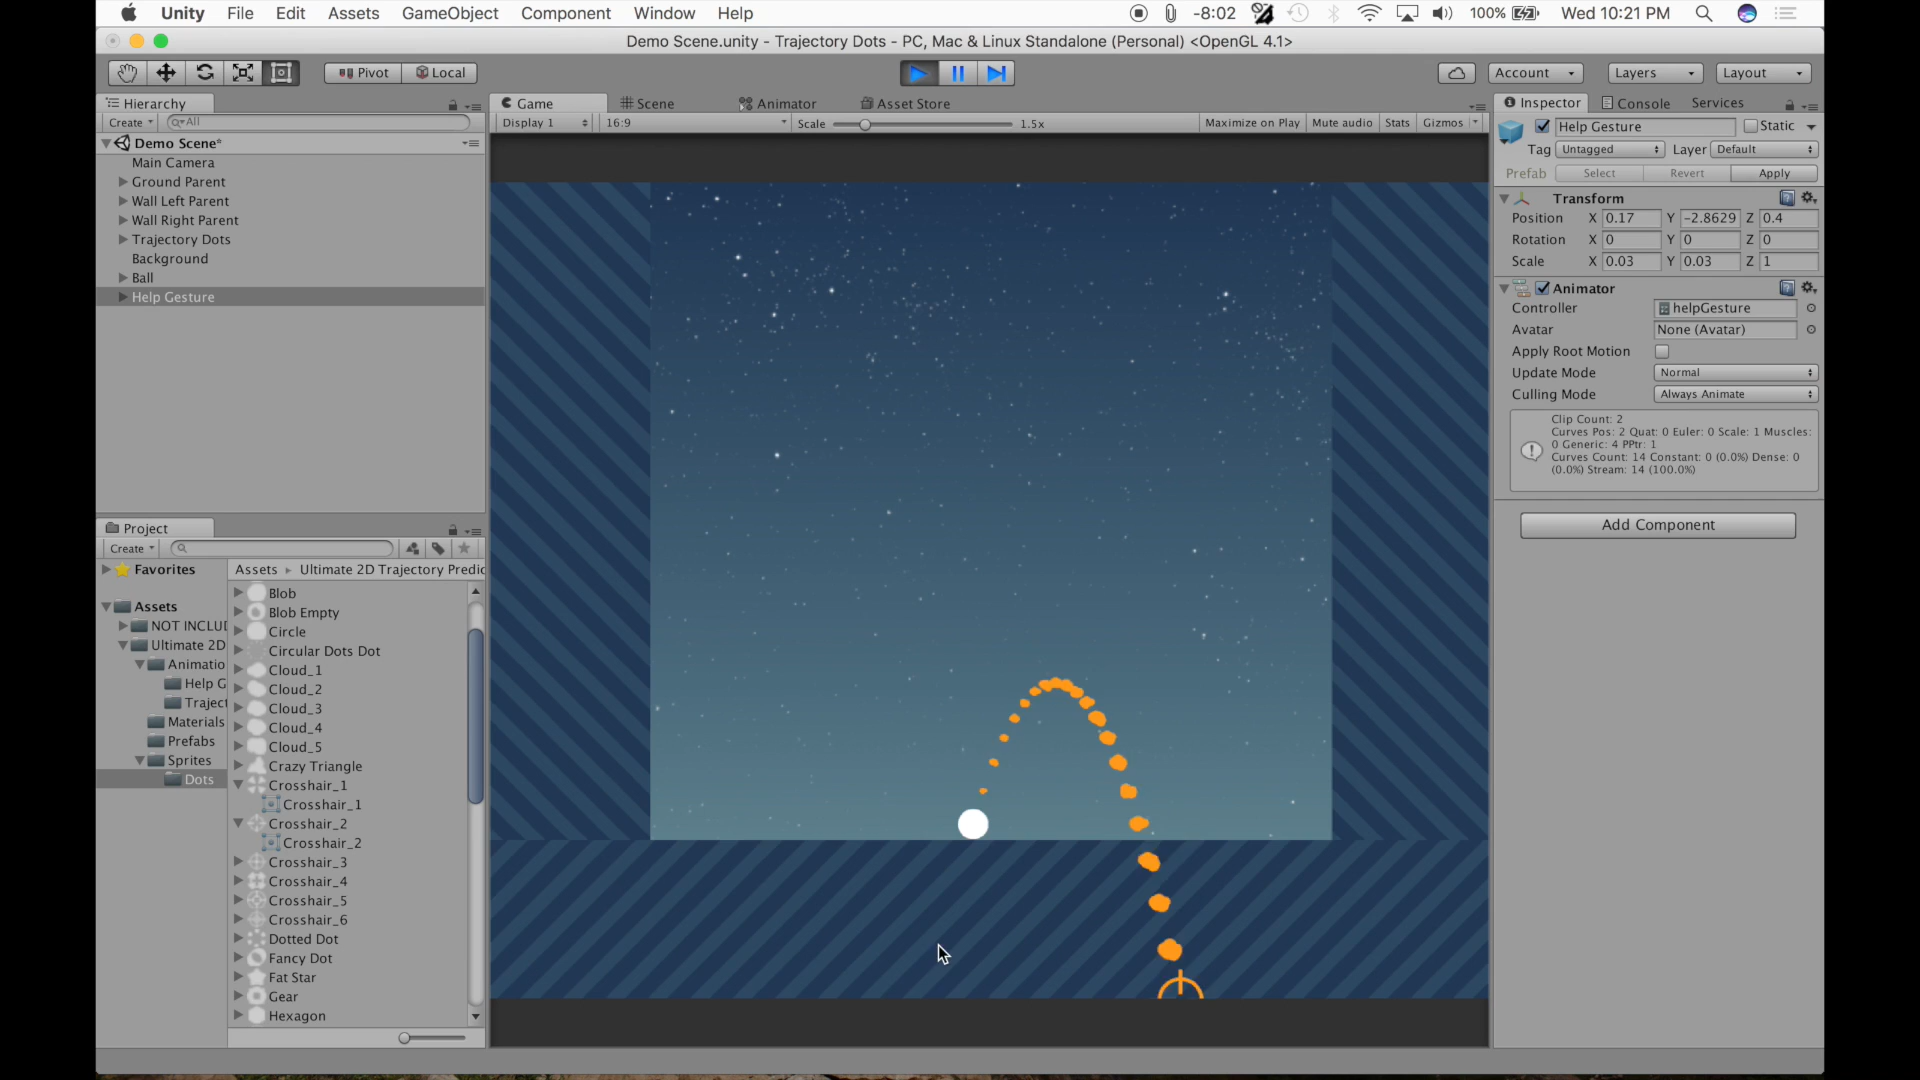 Unity File Edit Assets GameObject Component Window Help -8:02 100% Wed 10:21 PM
Demo Scene.unity - Trajectory Dots - PC, Mac & Linux Standalone (Personal) <OpenGL 4.1>
Pivot Local Account Layers Layout
Hierarchy
Create All
Demo Scene*
Main Camera
Ground Parent
Wall Left Parent
Wall Right Parent
Trajectory Dots
Background
Ball
Help Gesture
Project
Create
Favorites
Assets
NOT INCLU
Ultimate 2D
Animatio
Help G
Traject
Materials
Prefabs
Sprites
Dots
Assets Ultimate 2D Trajectory Predic
Blob
Blob Empty
Circle
Circular Dots Dot
Cloud_1
Cloud_2
Cloud_3
Cloud_4
Cloud_5
Crazy Triangle
Crosshair_1
Crosshair_1
Crosshair_2
Crosshair_2
Crosshair_3
Crosshair_4
Crosshair_5
Crosshair_6
Dotted Dot
Fancy Dot
Fat Star
Gear
Hexagon
Game Scene Animator Asset Store
Display 1 16:9 Scale 1.5x Maximize on Play Mute audio Stats Gizmos
Inspector Console Services
Help Gesture Static
Tag Untagged Layer Default
Prefab Select Revert Apply
Transform
Position X 0.17 Y -2.8629 Z 0.4
Rotation X 0 Y 0 Z 0
Scale X 0.03 Y 0.03 Z 1
Animator
Controller helpGesture
Avatar None (Avatar)
Apply Root Motion
Update Mode Normal
Culling Mode Always Animate
Clip Count: 2
Curves Pos: 2 Quat: 0 Euler: 0 Scale: 1 Muscles:
0 Generic: 4 PPtr: 1
Curves Count: 14 Constant: 0 (0.0%) Dense: 0
(0.0%) Stream: 14 (100.0%)
Add Component